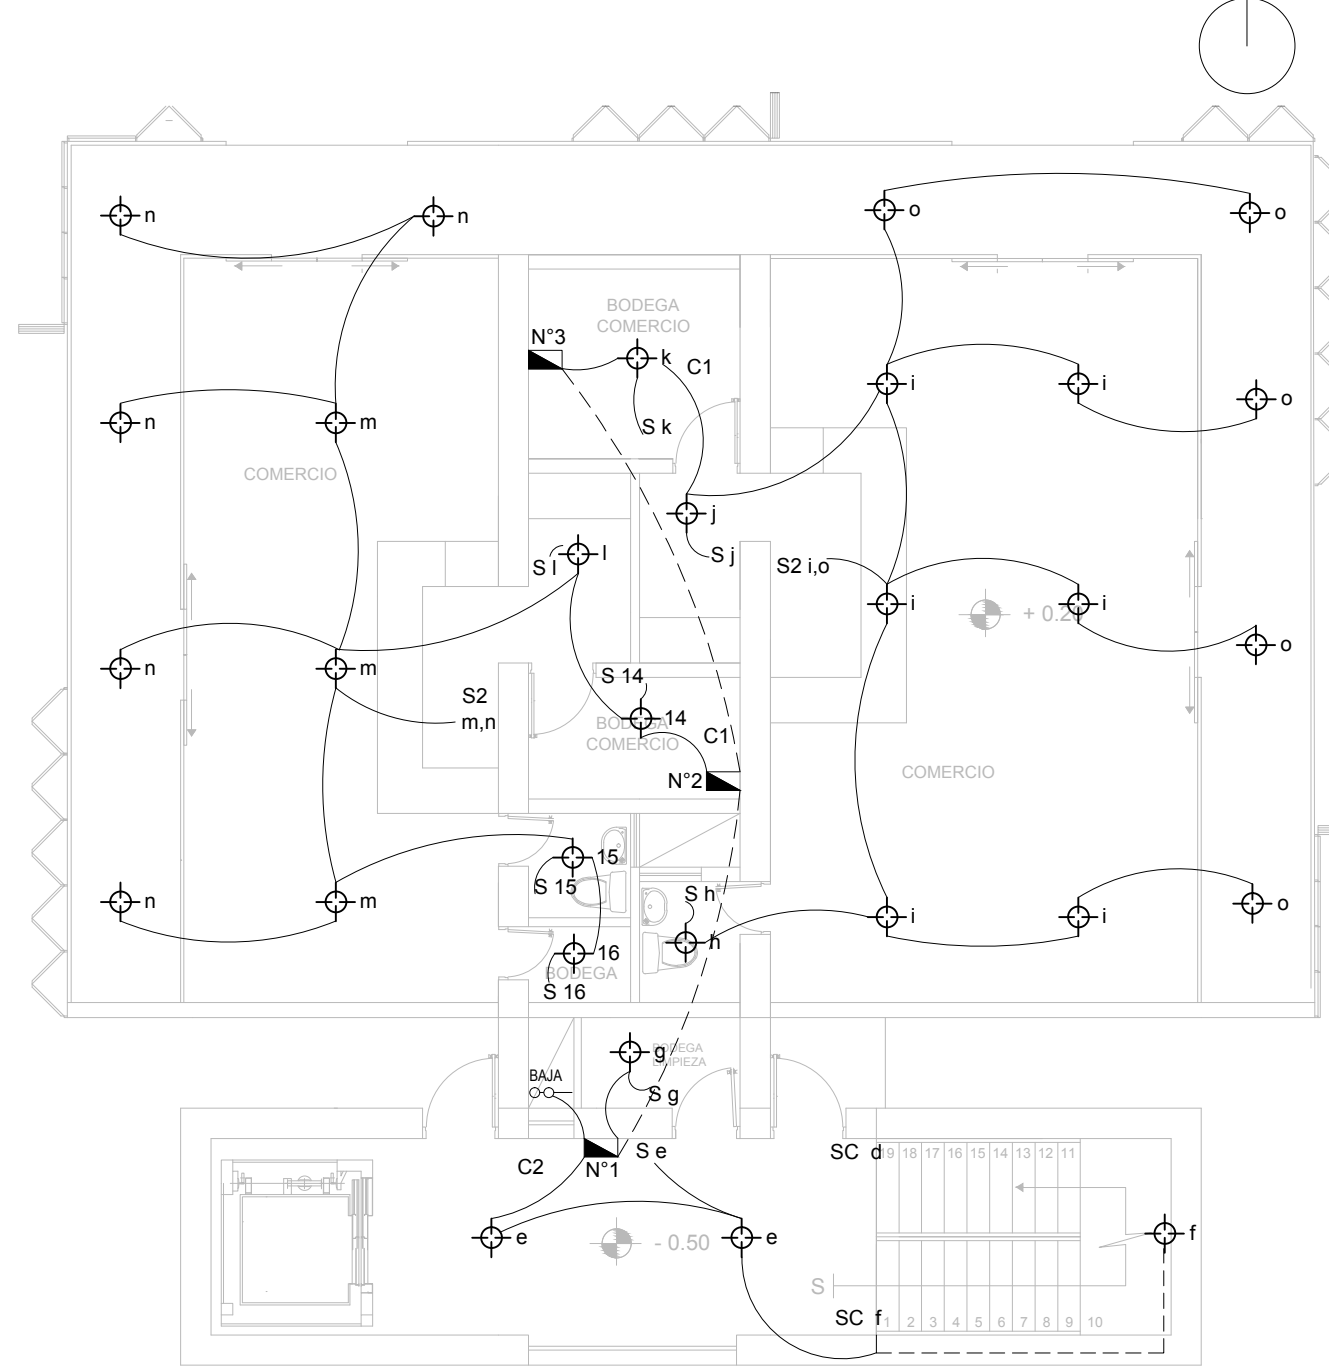 n
n
o
o
BODEGA
COMERCIO
N°3
k
C1
i
i
o
n
m
S k
COMERCIO
j
S j
S l
l
S2 i,o
i
i
+ 0.20
o
n
m
S 14
S2
m,n
14
BODEGA
COMERCIO
C1
N°2
COMERCIO
15
S 15
S h
n
m
i
i
o
h
16
BODEGA
S 16
g
BODEGA
LIMPIEZA
BAJA
S g
S e
C2
N°1
SC d
19 18 17 16 15 14 13 12 11
e
- 0.50
e
f
S
SC f
1 2 3 4 5 6 7 8 9 10